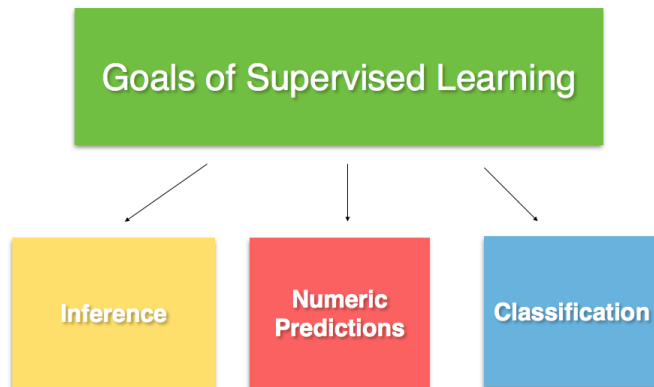 Goals of Supervised Learning
Inference
Numeric
Predictions
Classification